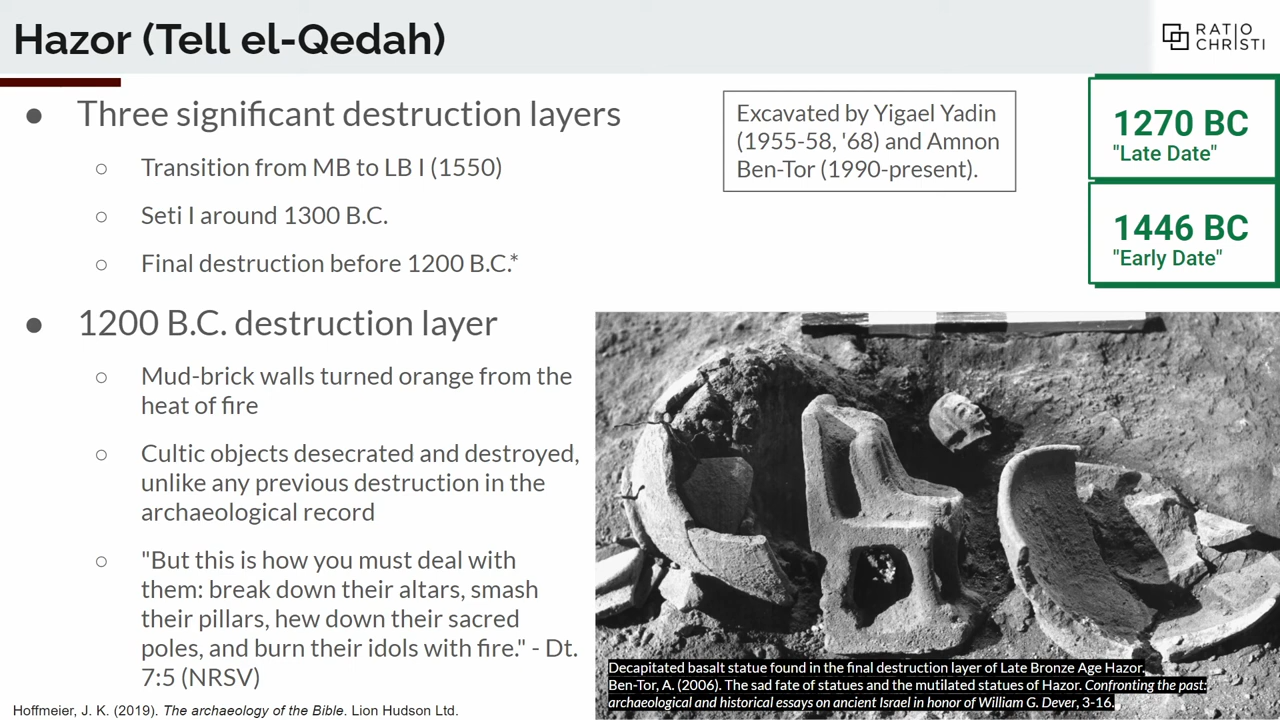 Hazor (Tell el-Qedah)
RATIO
CHRISTI
● Three significant destruction layers
○ Transition from MB to LB I (1550)
○ Seti I around 1300 B.C.
○ Final destruction before 1200 B.C.*
Excavated by Yigael Yadin
(1955-58, '68) and Amnon
Ben-Tor (1990-present).
1270 BC
"Late Date"
1446 BC
"Early Date"
● 1200 B.C. destruction layer
○ Mud-brick walls turned orange from the
heat of fire
○ Cultic objects desecrated and destroyed,
unlike any previous destruction in the
archaeological record
○ "But this is how you must deal with
them: break down their altars, smash
their pillars, hew down their sacred
poles, and burn their idols with fire." - Dt.
7:5 (NRSV)
Decapitated basalt statue found in the final destruction layer of Late Bronze Age Hazor.
Ben-Tor, A. (2006). The sad fate of statues and the mutilated statues of Hazor. Confronting the past:
archaeological and historical essays on ancient Israel in honor of William G. Dever, 3-16.
Hoffmeier, J. K. (2019). The archaeology of the Bible. Lion Hudson Ltd.